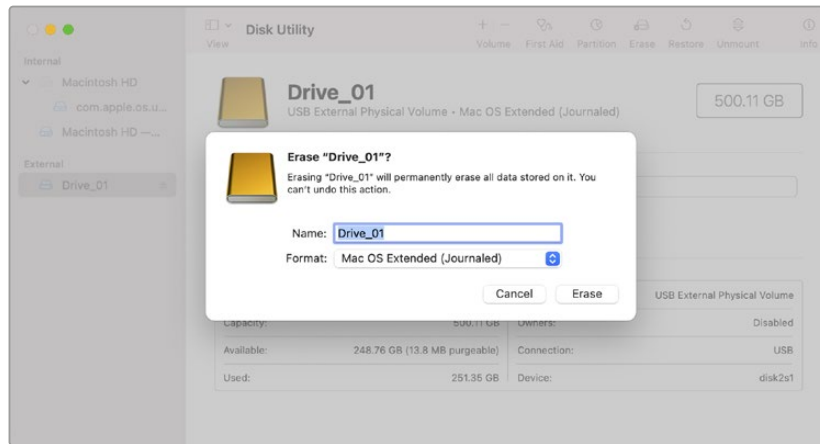 Disk Utility
View
Volume First Aid Partition Erase Restore Unmount Info
Internal
Macintosh HD
com.apple.os.u...
Macintosh HD —...
External
Drive_01
Drive_01
USB External Physical Volume • Mac OS Extended (Journaled)
500.11 GB
Erase “Drive_01”?
Erasing “Drive_01” will permanently erase all data stored on it. You
can’t undo this action.
Name: Drive_01
Format: Mac OS Extended (Journaled)
Cancel Erase
USB External Physical Volume
Capacity: 500.11 GB Owners: Disabled
Available: 248.76 GB (13.8 MB purgeable) Connection: USB
Used: 251.35 GB Device: disk2s1